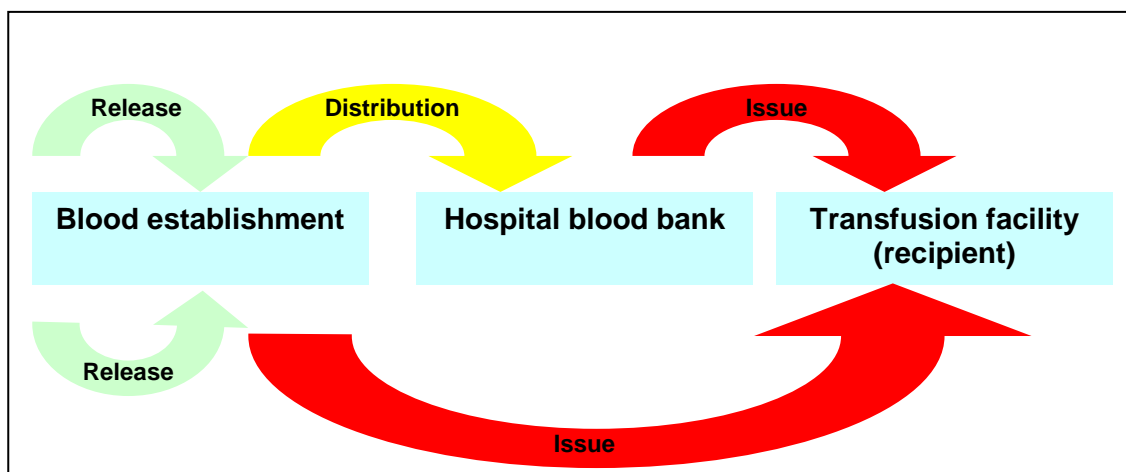 Release
Distribution
Issue
Blood establishment
Hospital blood bank
Transfusion facility
(recipient)
Release
Issue